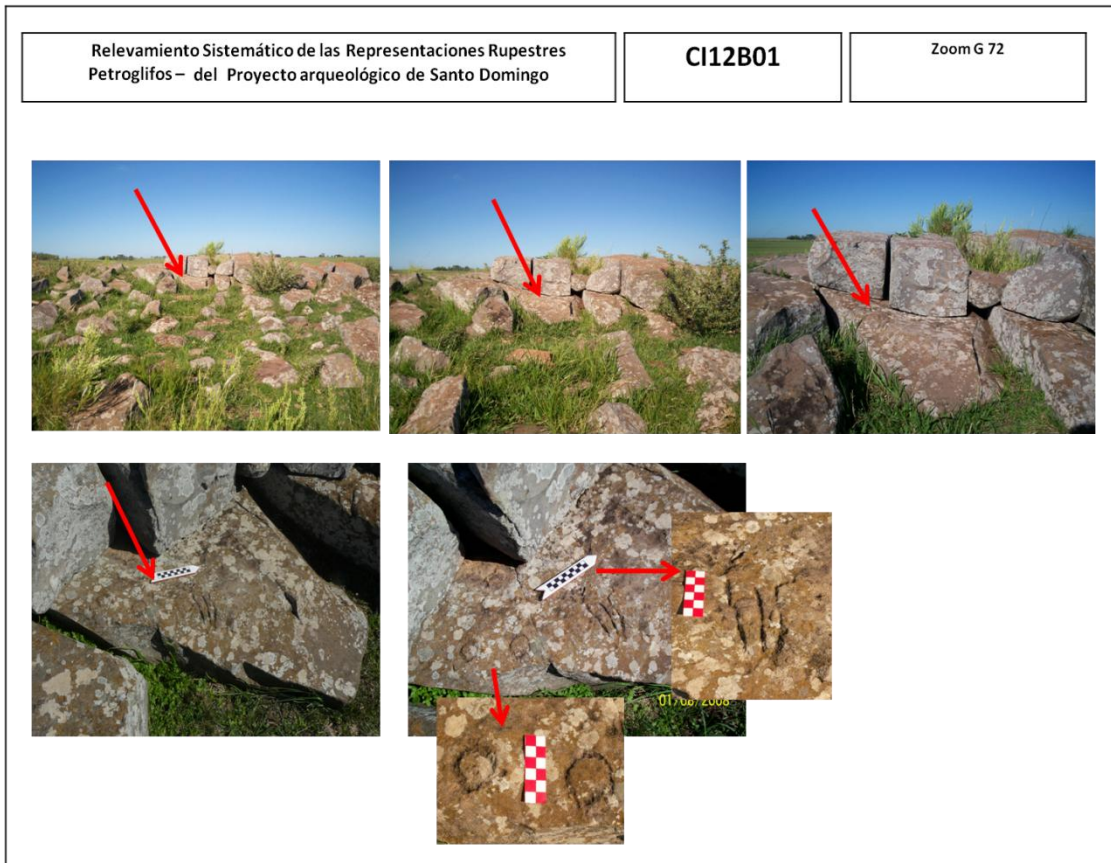 Relevamiento Sistemático de las Representaciones Rupestres
Petroglifos – del Proyecto arqueológico de Santo Domingo
CI12B01
Zoom G 72